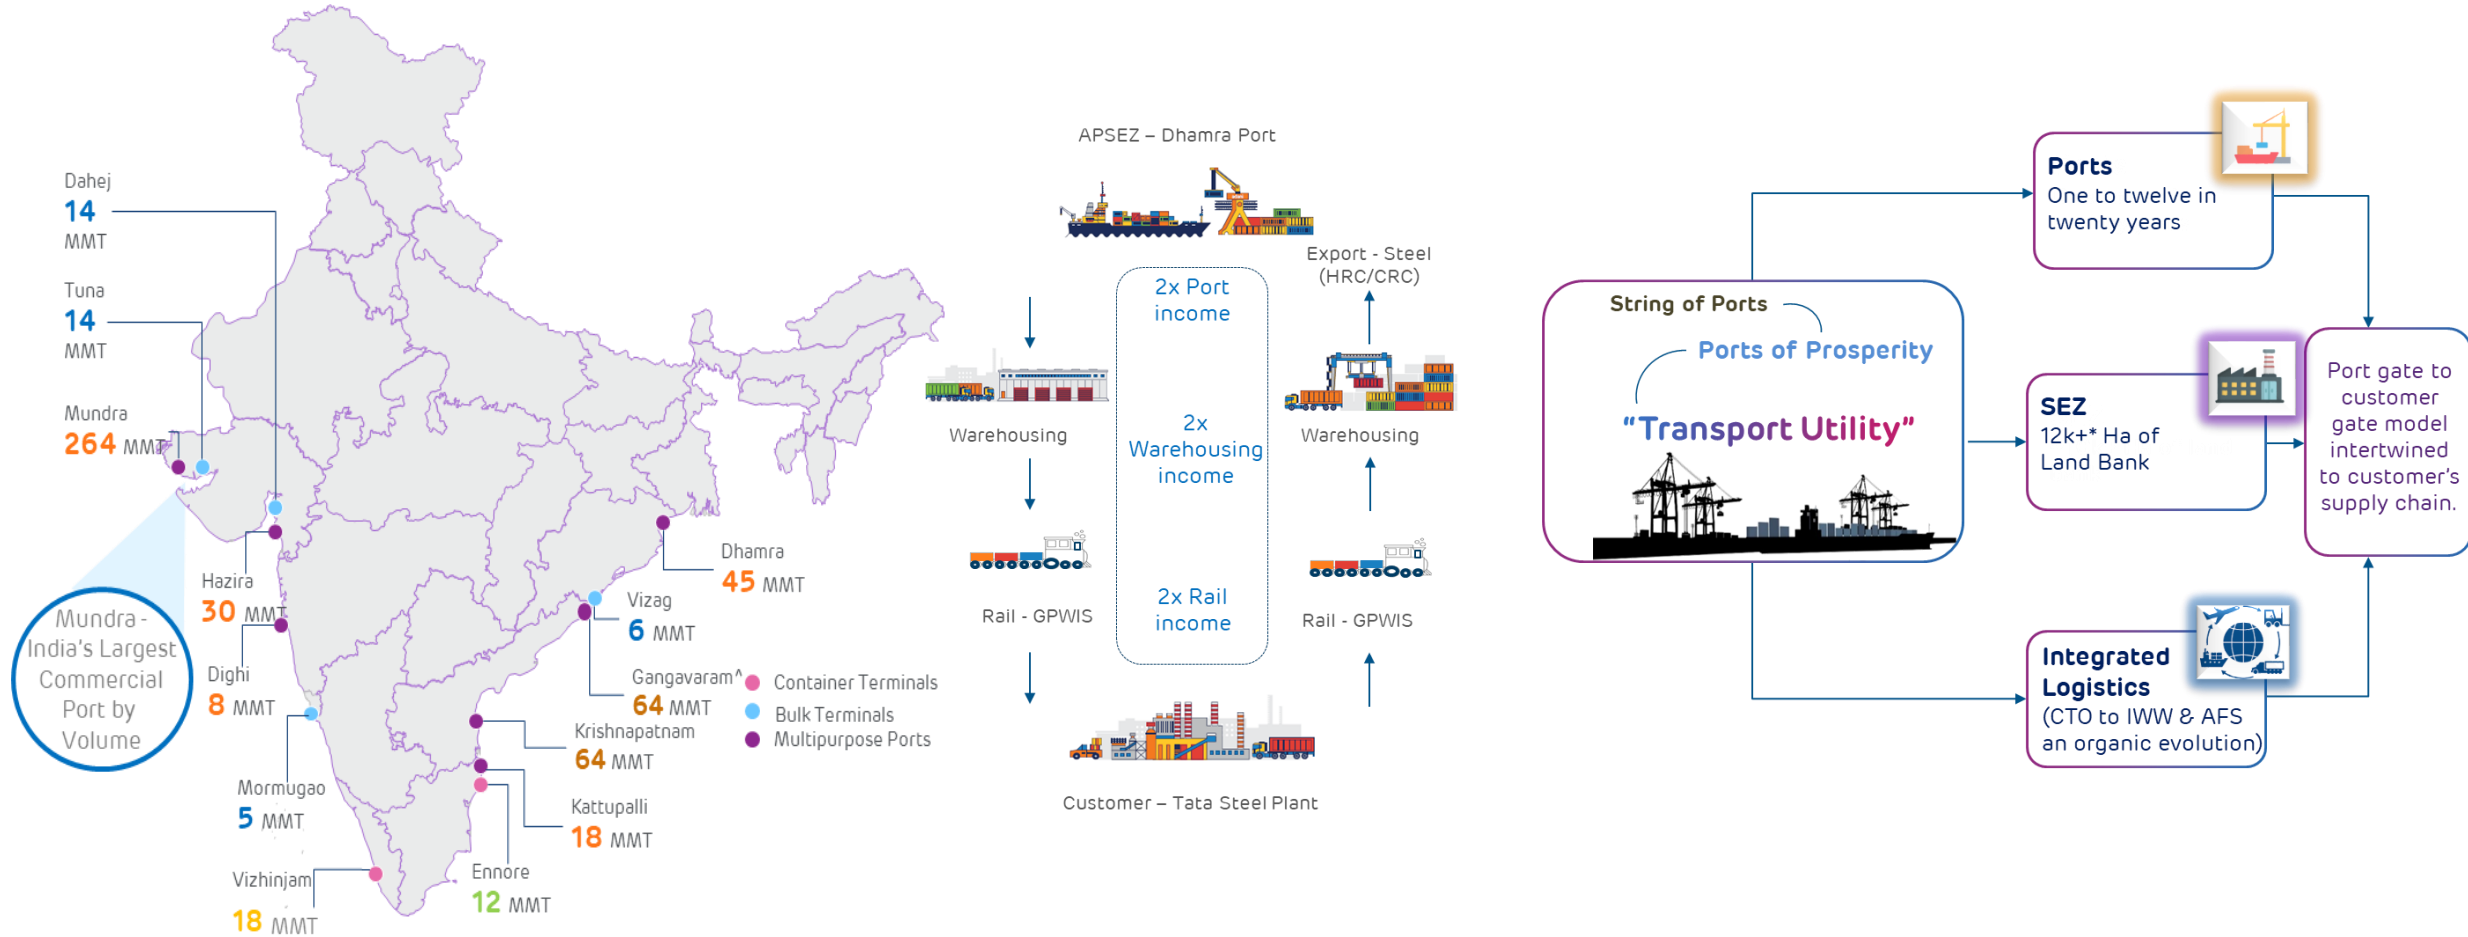 Dahej
14
MMT
Tuna
14
MMT
Mundra
264 MMT
Hazira
30 MMT
Mundra -
India's Largest
Commercial
Port by
Volume
Dighi
8 MMT
Mormugao
5 MMT
Vizhinjam
18 MMT
Dhamra
45 MMT
Vizag
6 MMT
Gangavaram^
64 MMT
Krishnapatnam
64 MMT
Kattupalli
18 MMT
Ennore
12 MMT
Container Terminals
Bulk Terminals
Multipurpose Ports
APSEZ – Dhamra Port
Export - Steel
(HRC/CRC)
2x Port
income
Warehousing
2x
Warehousing
income
Warehousing
Rail - GPWIS
2x Rail
income
Rail - GPWIS
Customer – Tata Steel Plant
String of Ports
Ports of Prosperity
"Transport Utility"
Ports
One to twelve in
twenty years
SEZ
12k+* Ha of
Land Bank
Integrated
Logistics
(CTO to IWW & AFS
an organic evolution)
Port gate to
customer
gate model
intertwined
to customer's
supply chain.